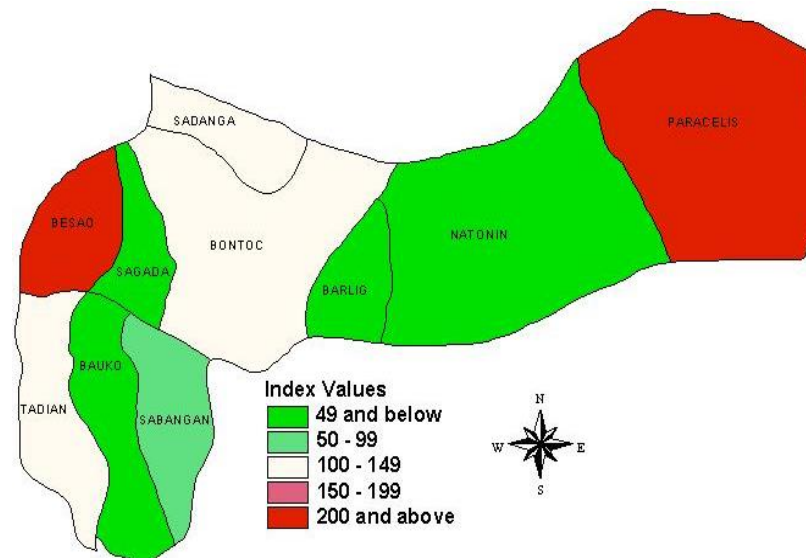 SADANGA
PARACELIS
BESAO
BONTOC
NATONIN
SAGADA
BARLIG
BAUKO
TADIAN
SABANGAN
Index Values
49 and below
50 - 99
100 - 149
150 - 199
200 and above
N
W E
S